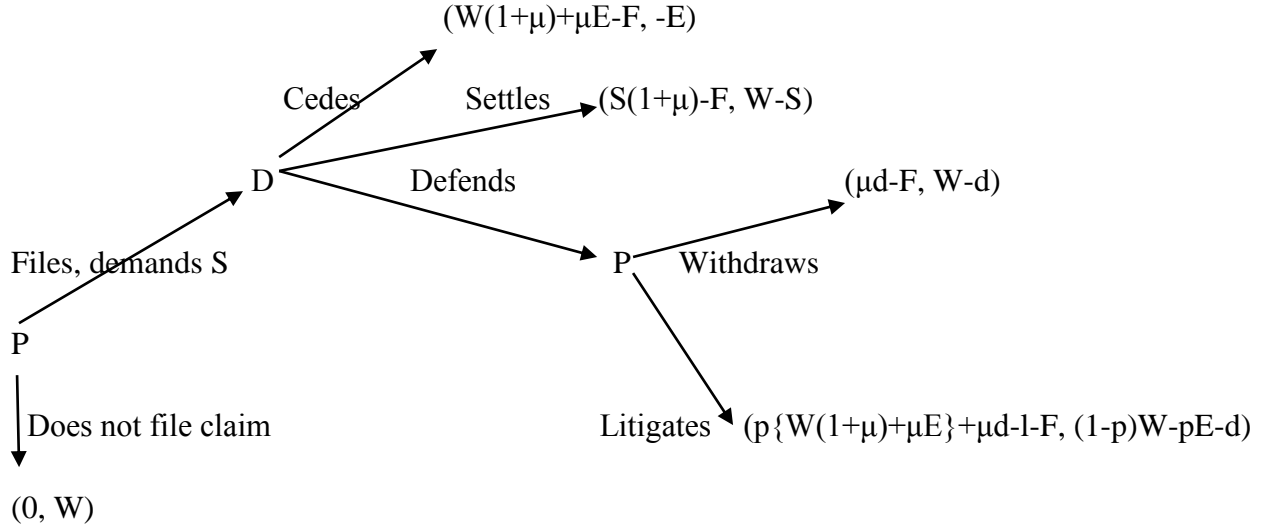 (W(1+μ)+μE-F, -E)
Cedes Settles (S(1+μ)-F, W-S)
D Defends (μd-F, W-d)
Files, demands S P Withdraws
P
Does not file claim Litigates (p{W(1+μ)+μE}+μd-l-F, (1-p)W-pE-d)
(0, W)